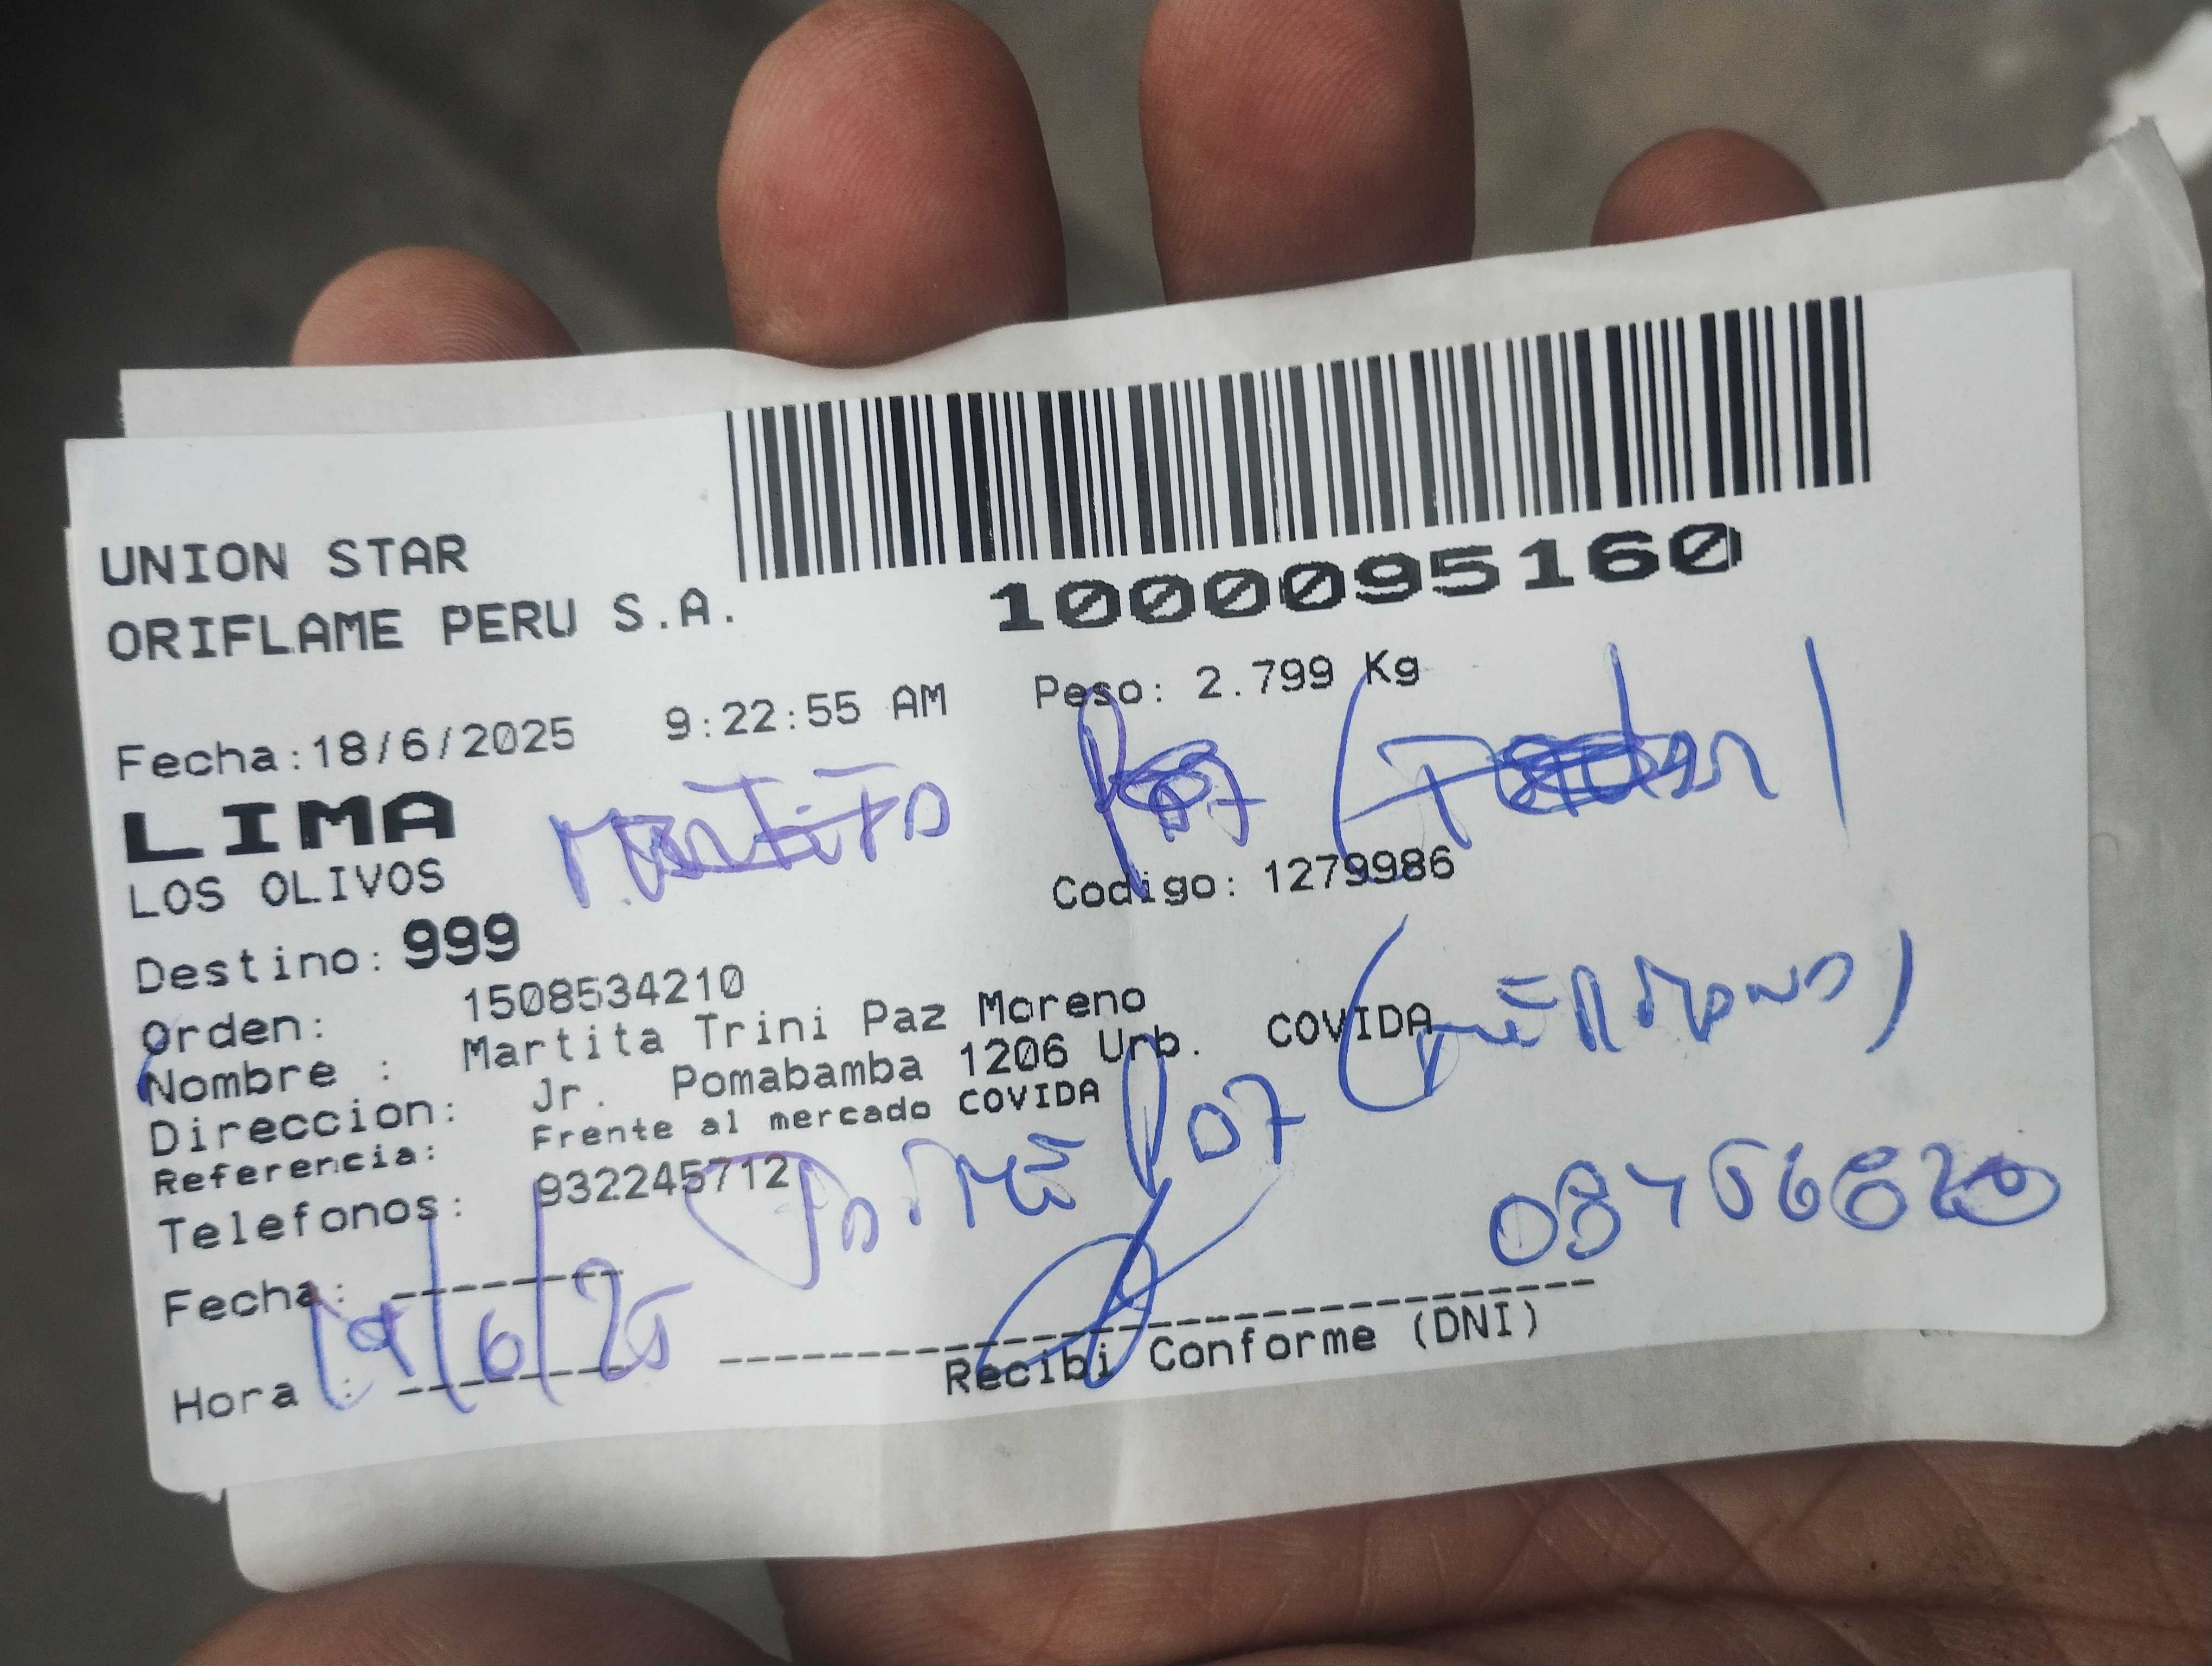 UNION STAR
ORIFLAME PERU S.A.
1000095160
Fecha:18/6/2025 9:22:55 AM Peso: 2.799 Kg
LIMA
LOS OLIVOS
Codigo: 1279986
Destino: 999
Orden: 1508534210
Nombre : Martita Trini Paz Moreno
Direccion: Jr. Pomabamba 1206 Urb. COVIDA
Referencia: Frente al mercado COVIDA
Telefonos: 932245712
Jaime Paz
Fecha:
19/6/25
Hora :
Recibi Conforme (DNI)